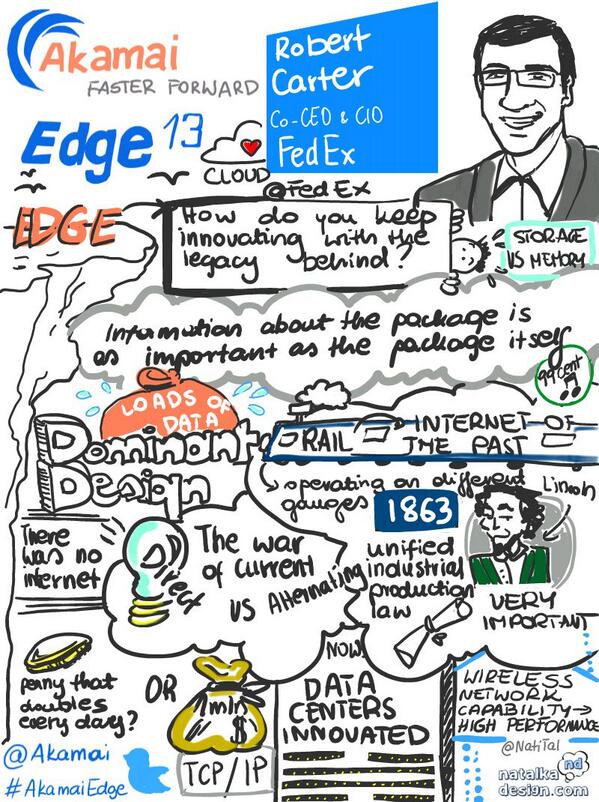 Akamai
FASTER FORWARD
Robert
Carter
Co-CEO & CIO
FedEx
Edge 13
CLOUD
@FedEx
EDGE
How do you keep
innovating with the
legacy behind?
STORAGE
VS MEMORY
Information about the package is
as important as the package itself
99 cent
LOADS OF
DATA
Dominant
Design
RAIL
INTERNET OF
THE PAST
operating on different
gauges
1863
Lincoln
There
was no
internet
Direct
The war
of current
VS Alternating
unified
industrial
production
law
VERY
IMPORTANT
penny that
doubles
every day?
OR
1 mln
$
TCP/IP
NOW
DATA
CENTERS
INNOVATED
WIRELESS
NETWORK
CAPABILITY →
HIGH PERFORMANCE
@Akamai
#AkamaiEdge
@NatiTal
nd
natalka
design.com